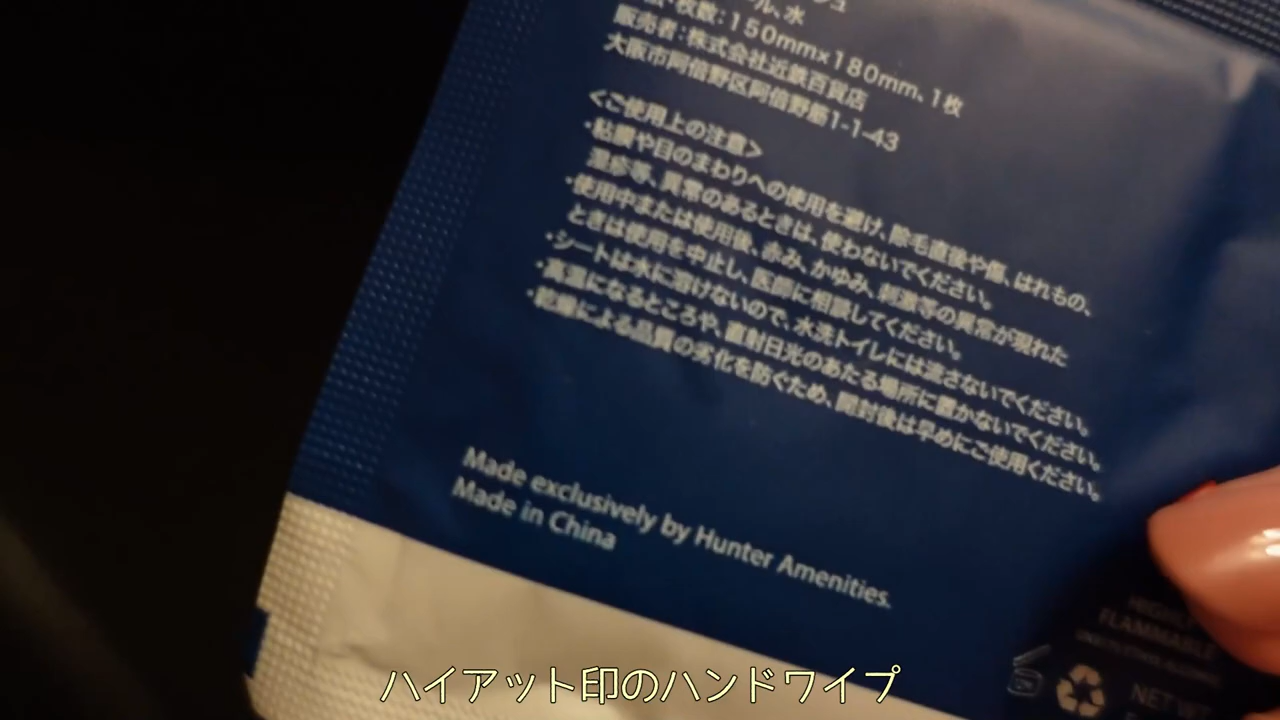 ル、水
枚数：150mm×180mm、1枚
販売者：株式会社近鉄百貨店
大阪市阿倍野区阿倍野筋1-1-43
＜ご使用上の注意＞
・粘膜や目のまわりへの使用を避け、除毛直後や傷、はれもの、
湿疹等、異常のあるときは、使わないでください。
・使用中または使用後、赤み、かゆみ、刺激等の異常が現れた
ときは使用を中止し、医師に相談してください。
・シートは水に溶けないので、水洗トイレには流さないでください。
・高温になるところや、直射日光のあたる場所に置かないでください。
・乾燥による品質の劣化を防ぐため、開封後は早めにご使用ください。
Made exclusively by Hunter Amenities.
Made in China
FLAMMABLE
NET WT
ハイアット印のハンドワイプ